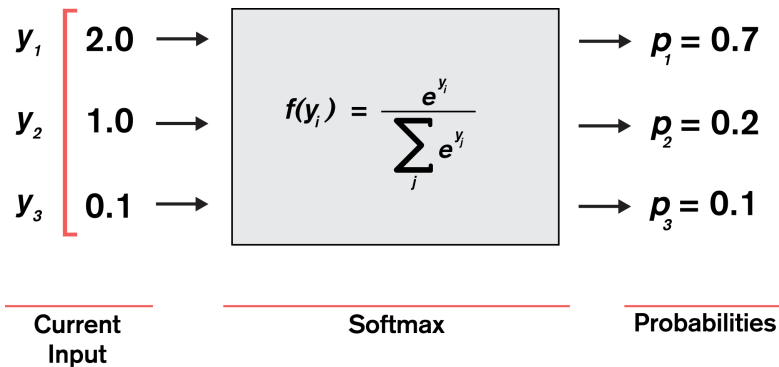 y₁ 2.0 p₁ = 0.7
f(yᵢ) = e^{yᵢ} / ∑_j e^{yⱼ}
y₂ 1.0 p₂ = 0.2
y₃ 0.1 p₃ = 0.1
Current
Input
Softmax
Probabilities